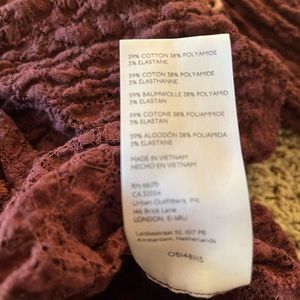 59% COTTON 38% POLYAMIDE
3% ELASTANE
59% COTON 38% POLYAMIDE
3% ELASTHANNE
59% BAUMWOLLE 38% POLYAMID
3% ELASTAN
59% COTONE 38% POLIAMMIDE
3% ELASTAN
59% ALGODÓN 38% POLIAMIDA
3% ELASTANO
MADE IN VIETNAM
HECHO EN VIETNAM
RN 66170
CA 32254
Urban Outfitters, Inc
146 Brick Lane
LONDON, E1 6RU
Leidsestraat 32, 1017 PB
Amsterdam, Netherlands